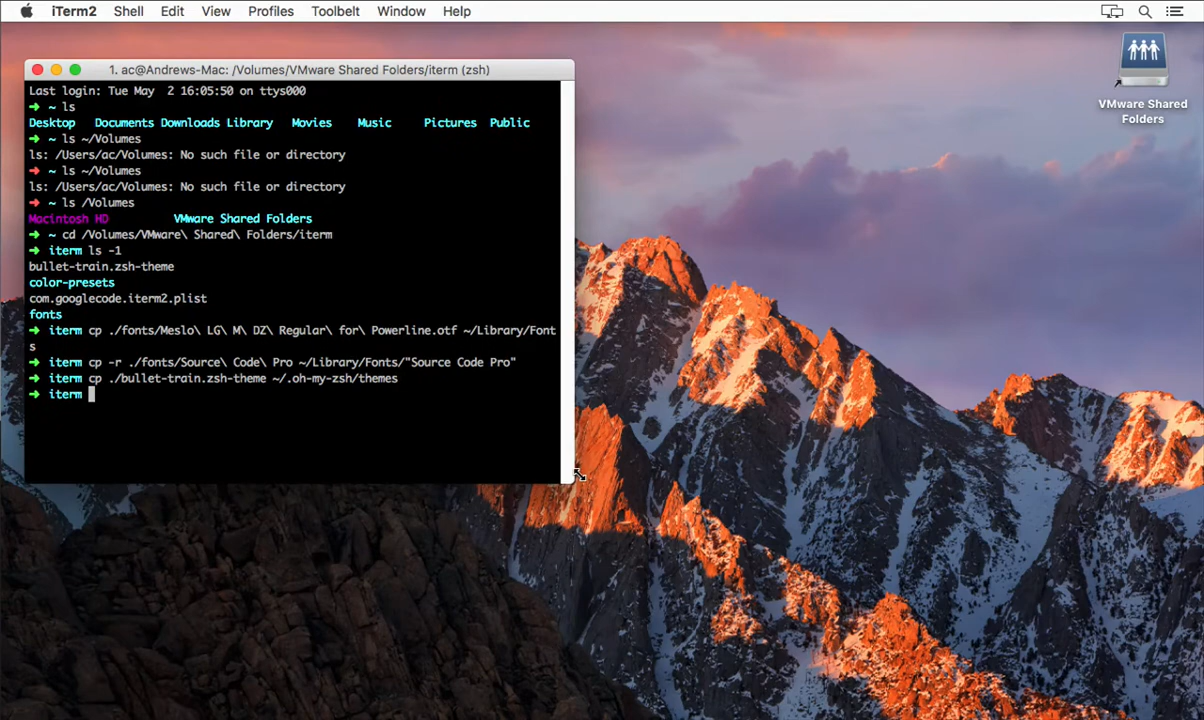 iTerm2 Shell Edit View Profiles Toolbelt Window Help
1. ac@Andrews-Mac: /Volumes/VMware Shared Folders/iterm (zsh)
Last login: Tue May  2 16:05:50 on ttys000
➜ ~ ls
Desktop Documents Downloads Library Movies Music Pictures Public
➜ ~ ls ~/Volumes
ls: /Users/ac/Volumes: No such file or directory
➜ ~ ls ~/Volumes
ls: /Users/ac/Volumes: No such file or directory
➜ ~ ls /Volumes
Macintosh HD VMware Shared Folders
➜ ~ cd /Volumes/VMware\ Shared\ Folders/iterm
➜ iterm ls -1
bullet-train.zsh-theme
color-presets
com.googlecode.iterm2.plist
fonts
➜ iterm cp ./fonts/Meslo\ LG\ M\ DZ\ Regular\ for\ Powerline.otf ~/Library/Font
s
➜ iterm cp -r ./fonts/Source\ Code\ Pro ~/Library/Fonts/"Source Code Pro"
➜ iterm cp ./bullet-train.zsh-theme ~/.oh-my-zsh/themes
➜ iterm
VMware Shared
Folders